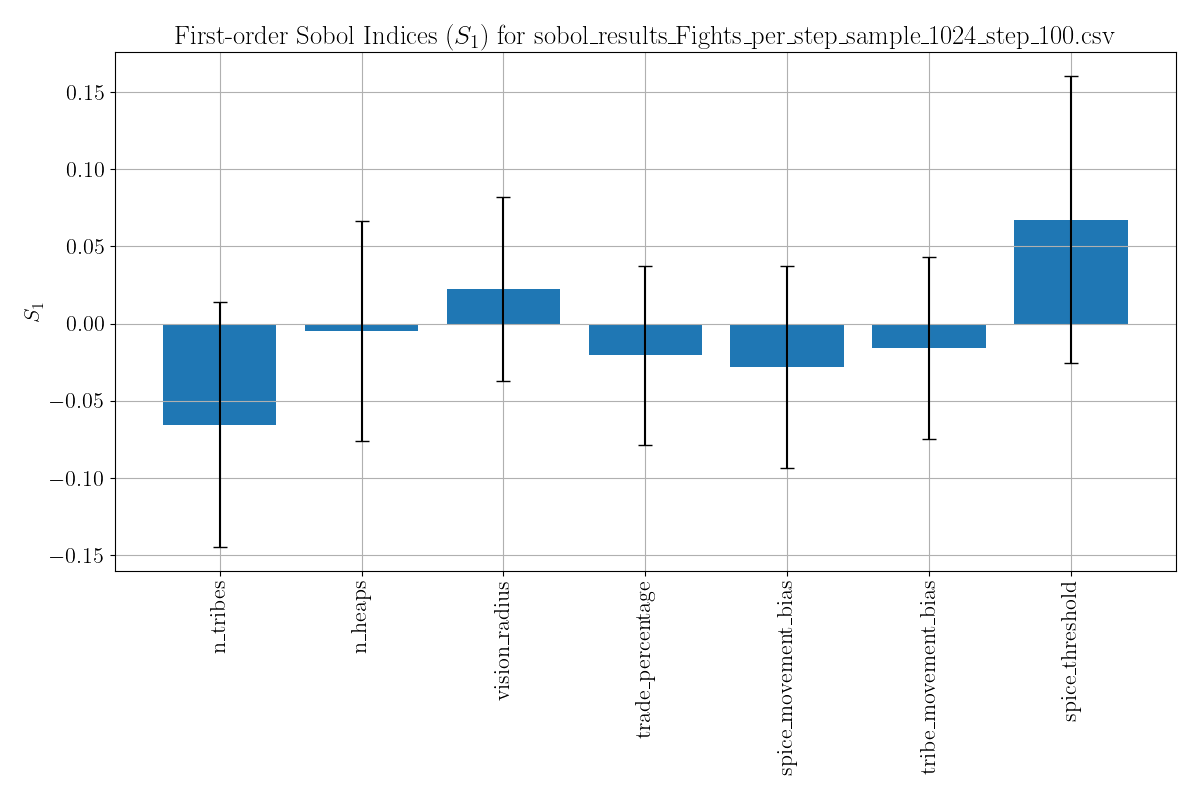 First-order Sobol Indices (S₁) for sobol_results_Fights_per_step_sample_1024_step_100.csv
0.15
0.10
0.05
0.00
−0.05
−0.10
−0.15
S₁
n_tribes
n_heaps
vision_radius
trade_percentage
spice_movement_bias
tribe_movement_bias
spice_threshold